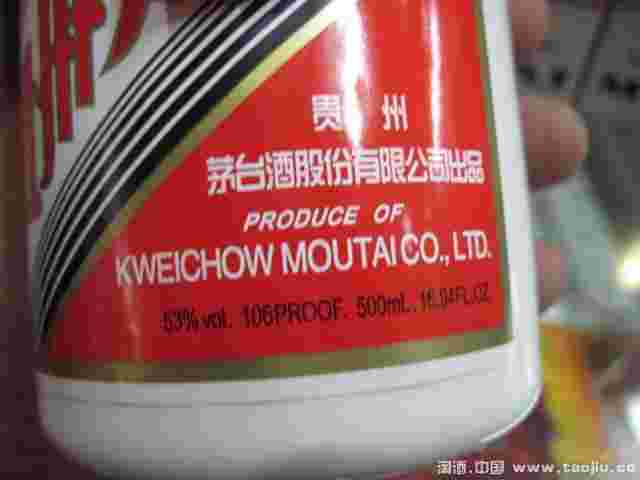 贵州
茅台酒股份有限公司出品
PRODUCE OF
KWEICHOW MOUTAI CO., LTD.
53% vol. 106PROOF. 500mL. 16.04FL.OZ.
淘酒.中国 www.taojiu.cc